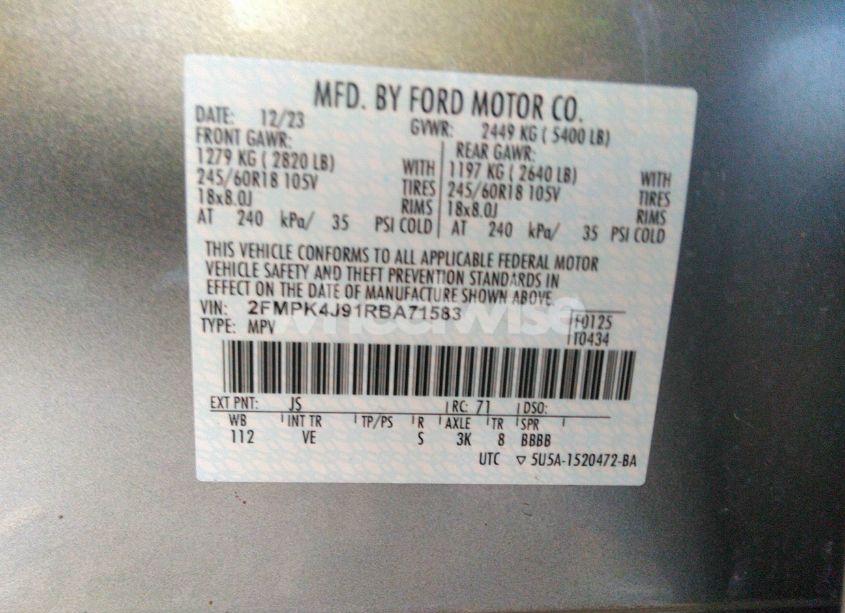 MFD. BY FORD MOTOR CO.
DATE: 12/23 GVWR: 2449 KG ( 5400 LB)
FRONT GAWR: REAR GAWR:
1279 KG ( 2820 LB) WITH 1197 KG ( 2640 LB) WITH
245/60R18 105V TIRES 245/60R18 105V TIRES
18x8.0J RIMS 18x8.0J RIMS
AT 240 kPa/ 35 PSI COLD AT 240 kPa/ 35 PSI COLD
THIS VEHICLE CONFORMS TO ALL APPLICABLE FEDERAL MOTOR
VEHICLE SAFETY AND THEFT PREVENTION STANDARDS IN
EFFECT ON THE DATE OF MANUFACTURE SHOWN ABOVE.
VIN: 2FMPK4J91RBA71583 F0125
TYPE: MPV T0434
wheelwise
EXT PNT: JS RC: 71 DSO:
WB INT TR TP/PS R AXLE TR SPR
112 VE S 3K 8 BBBB
UTC ▽ 5U5A-1520472-BA